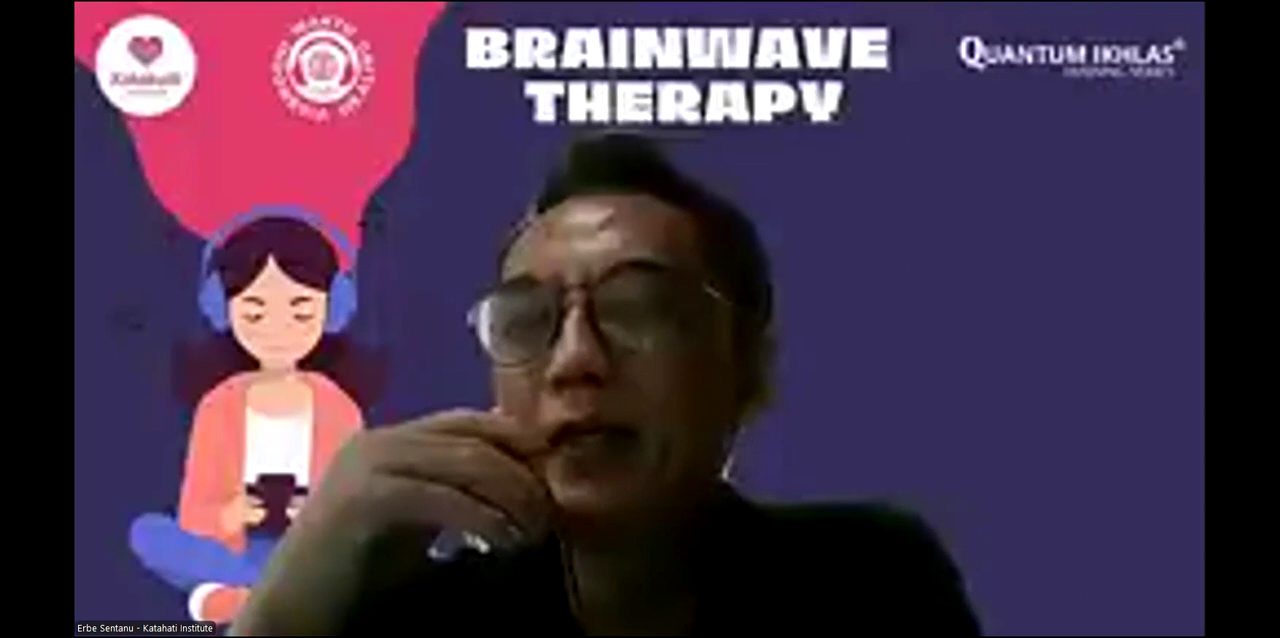 BRAINWAVE
THERAPY
QUANTUM IKHLAS®
Katahati
Erbe Sentanu - Katahati Institute